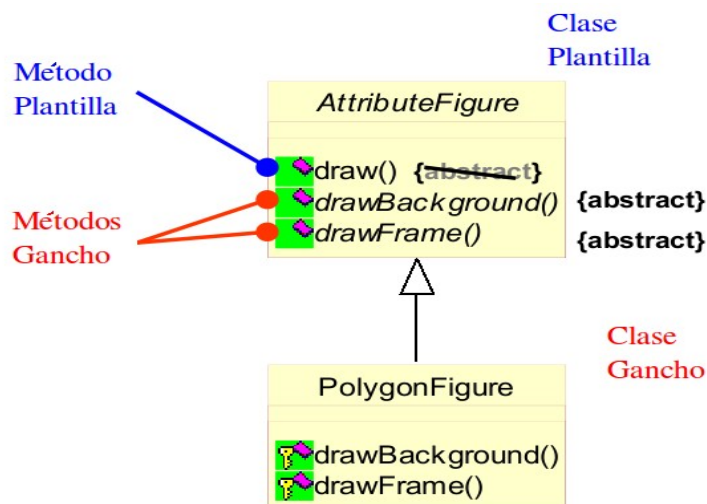 Clase
Plantilla
Método
Plantilla
AttributeFigure
draw() {abstract}
drawBackground() {abstract}
drawFrame() {abstract}
Métodos
Gancho
Clase
Gancho
PolygonFigure
drawBackground()
drawFrame()